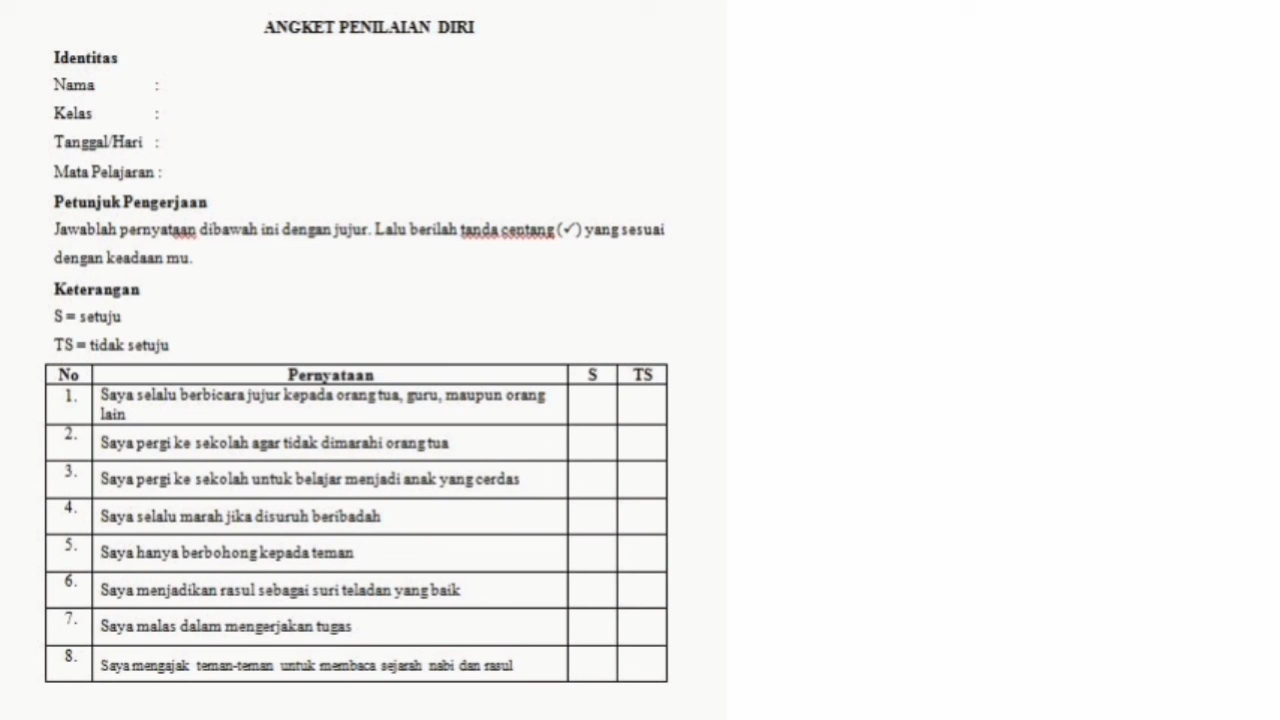 ANGKET PENILAIAN DIRI
Identitas
Nama :
Kelas :
Tanggal/Hari :
Mata Pelajaran :
Petunjuk Pengerjaan
Jawablah pernyataan dibawah ini dengan jujur. Lalu berilah tanda centang (✓) yang sesuai
dengan keadaan mu.
Keterangan
S = setuju
TS = tidak setuju
No Pernyataan S TS
1. Saya selalu berbicara jujur kepada orang tua, guru, maupun orang
lain
2. Saya pergi ke sekolah agar tidak dimarahi orang tua
3. Saya pergi ke sekolah untuk belajar menjadi anak yang cerdas
4. Saya selalu marah jika disuruh beribadah
5. Saya hanya berbohong kepada teman
6. Saya menjadikan rasul sebagai suri teladan yang baik
7. Saya malas dalam mengerjakan tugas
8. Saya mengajak teman-teman untuk membaca sejarah nabi dan rasul